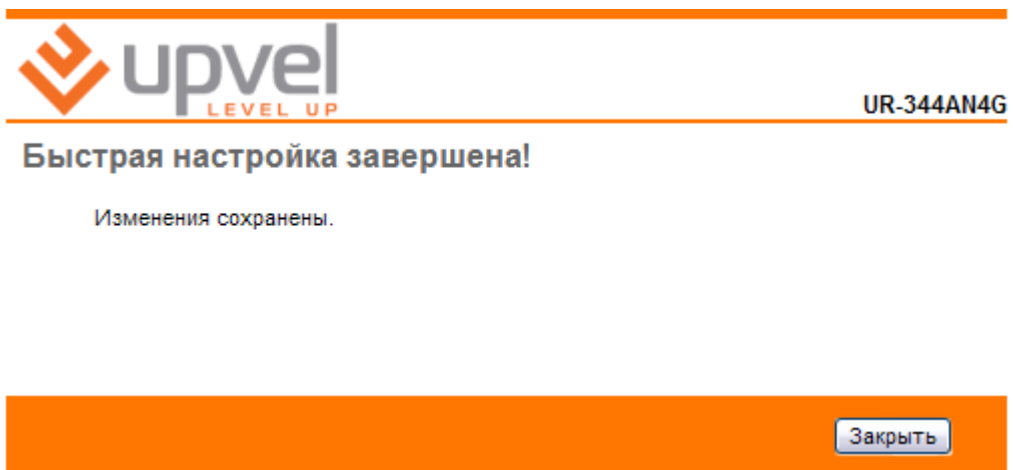 upvel
LEVEL UP
UR-344AN4G
Быстрая настройка завершена!
Изменения сохранены.
Закрыть